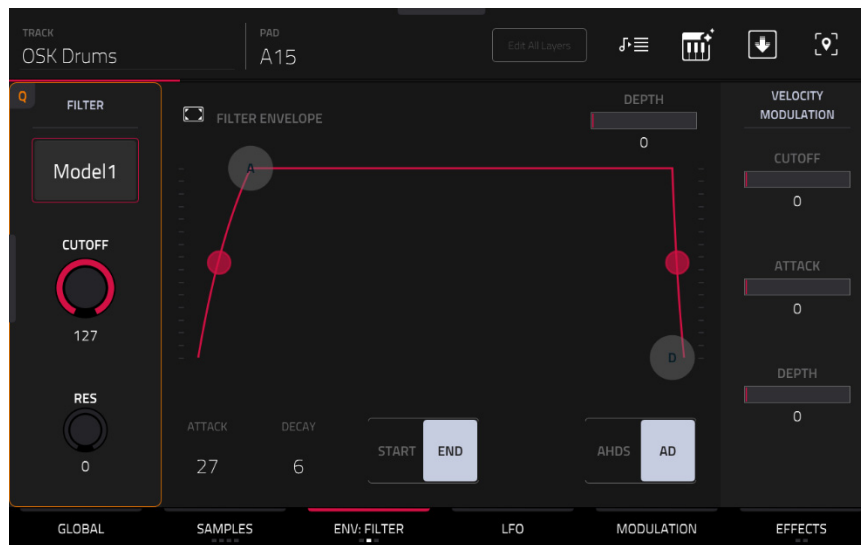 TRACK
OSK Drums
PAD
A15
Edit All Layers
Q
FILTER
Model1
CUTOFF
127
RES
0
FILTER ENVELOPE
DEPTH
0
A
D
ATTACK
27
DECAY
6
START
END
AHDS
AD
VELOCITY
MODULATION
CUTOFF
0
ATTACK
0
DEPTH
0
GLOBAL
SAMPLES
ENV: FILTER
LFO
MODULATION
EFFECTS